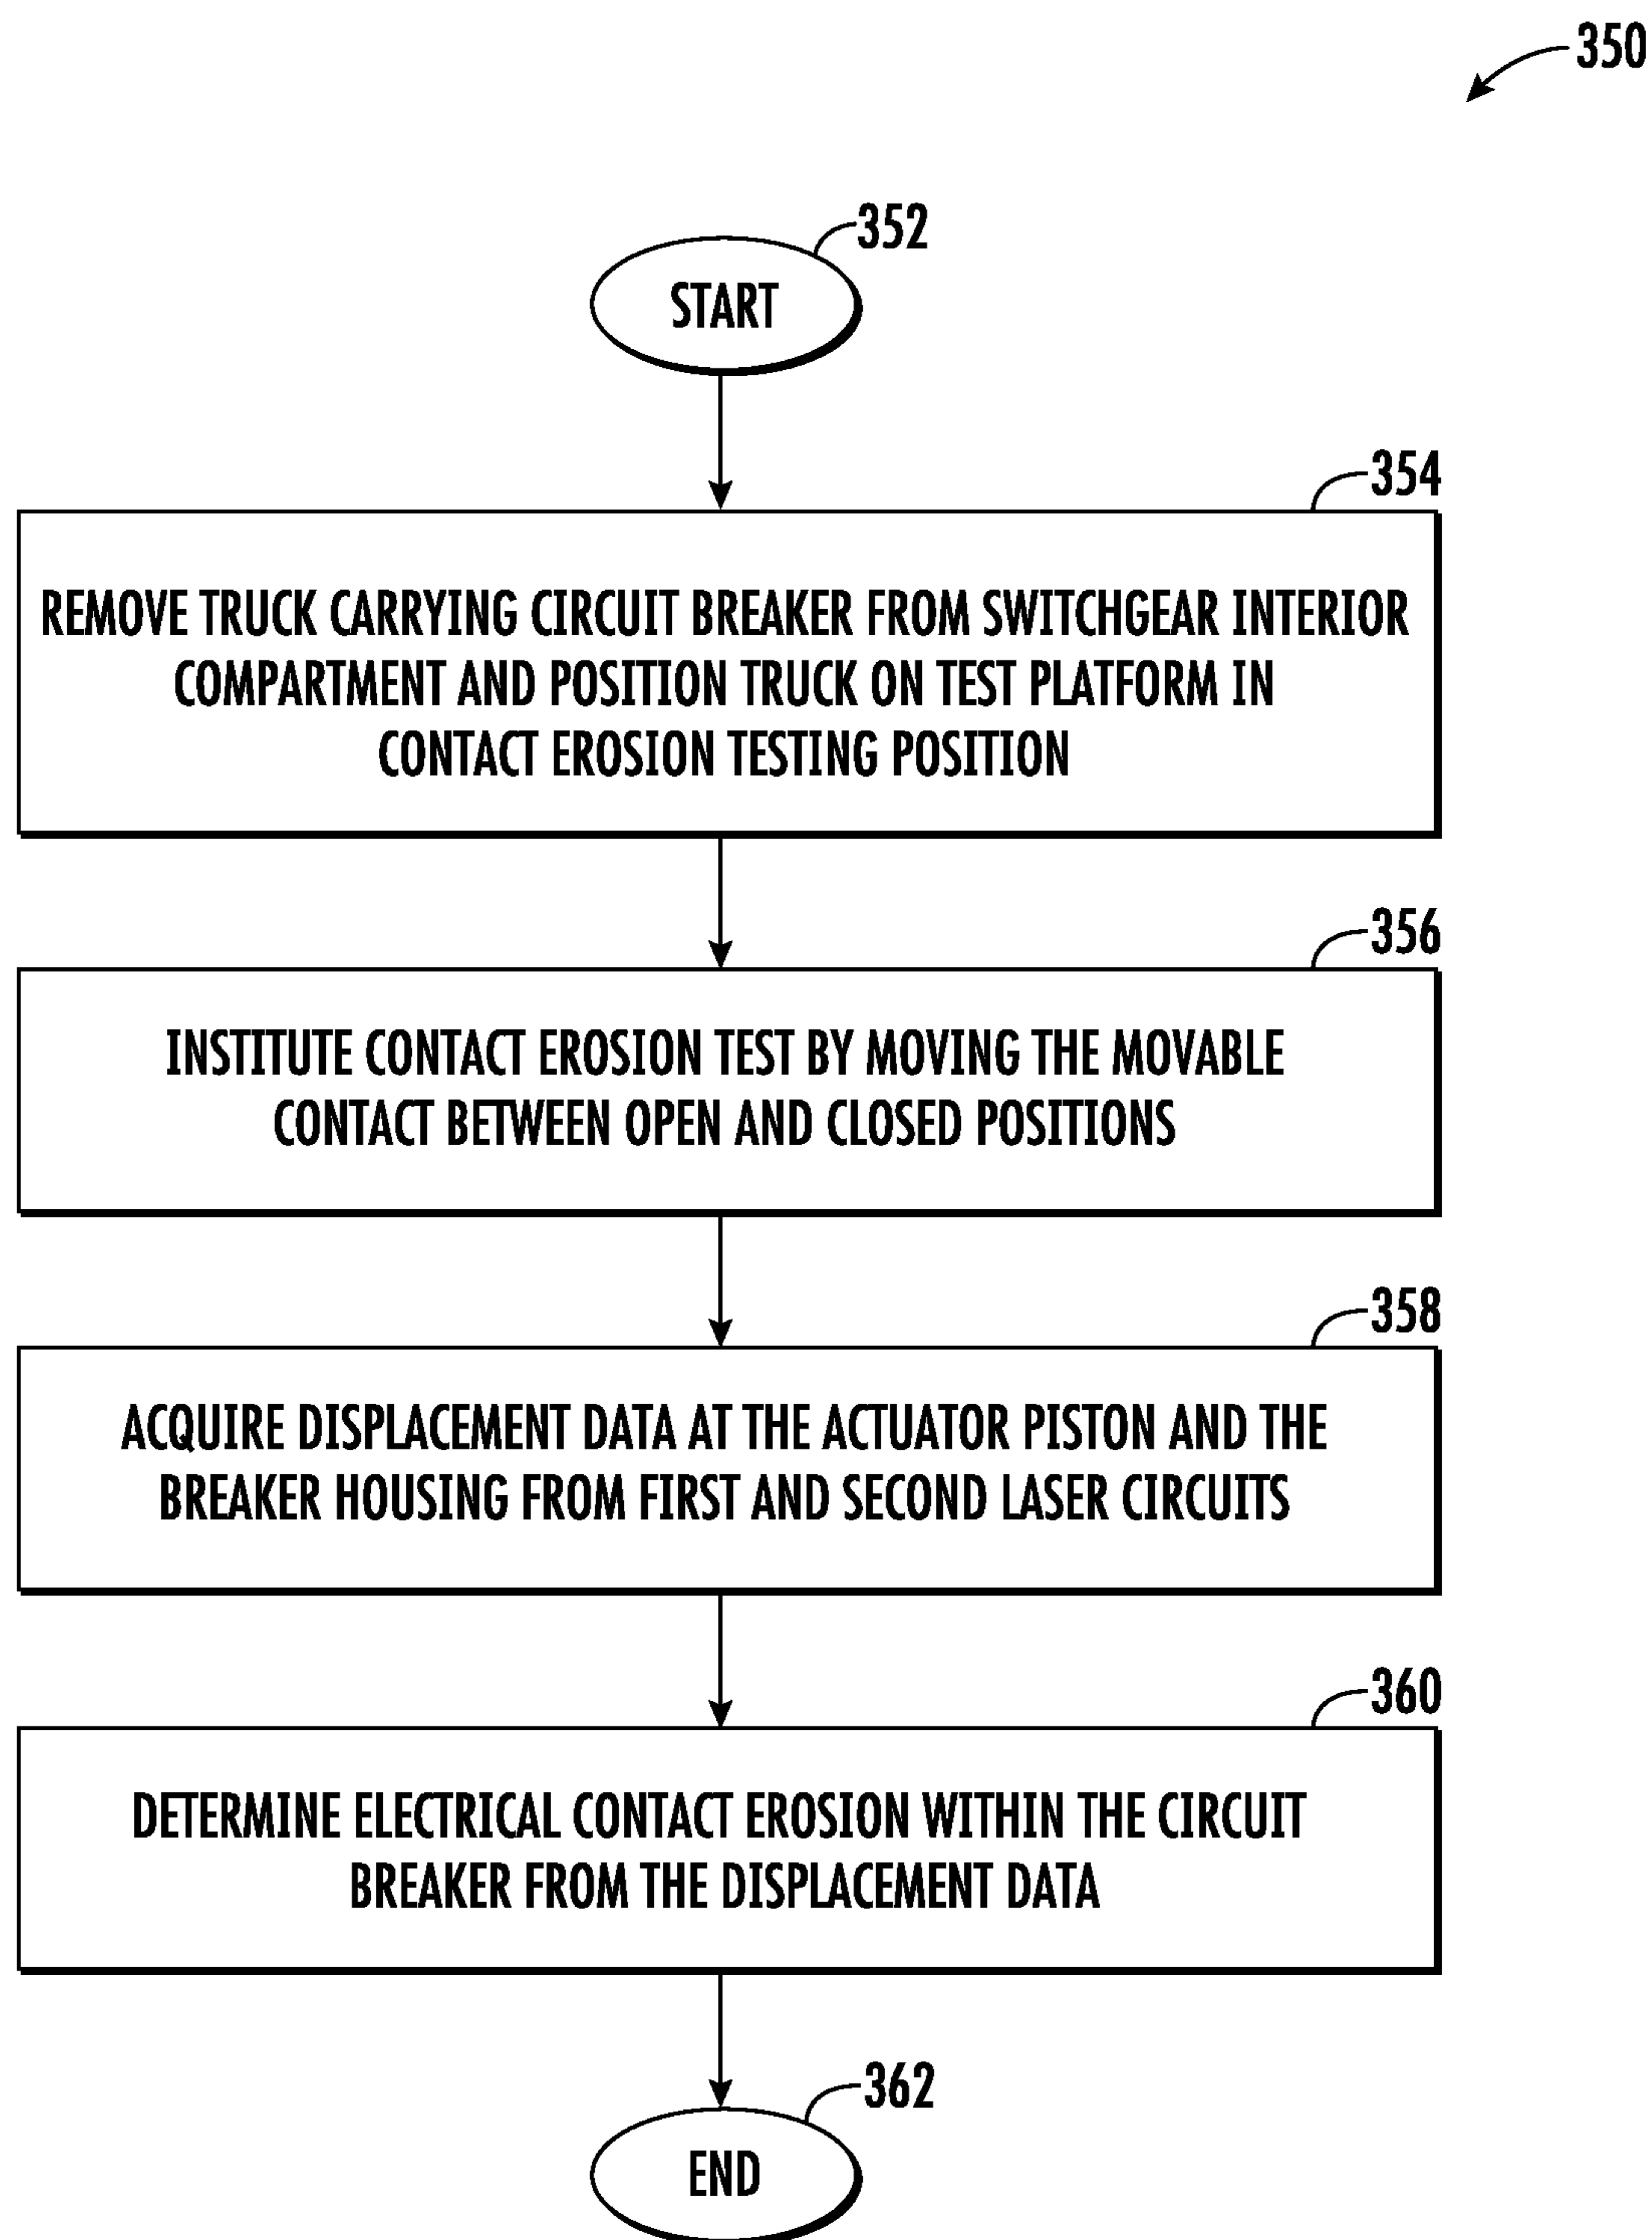 350
352
START
354
REMOVE TRUCK CARRYING CIRCUIT BREAKER FROM SWITCHGEAR INTERIOR
COMPARTMENT AND POSITION TRUCK ON TEST PLATFORM IN
CONTACT EROSION TESTING POSITION
356
INSTITUTE CONTACT EROSION TEST BY MOVING THE MOVABLE
CONTACT BETWEEN OPEN AND CLOSED POSITIONS
358
ACQUIRE DISPLACEMENT DATA AT THE ACTUATOR PISTON AND THE
BREAKER HOUSING FROM FIRST AND SECOND LASER CIRCUITS
360
DETERMINE ELECTRICAL CONTACT EROSION WITHIN THE CIRCUIT
BREAKER FROM THE DISPLACEMENT DATA
362
END